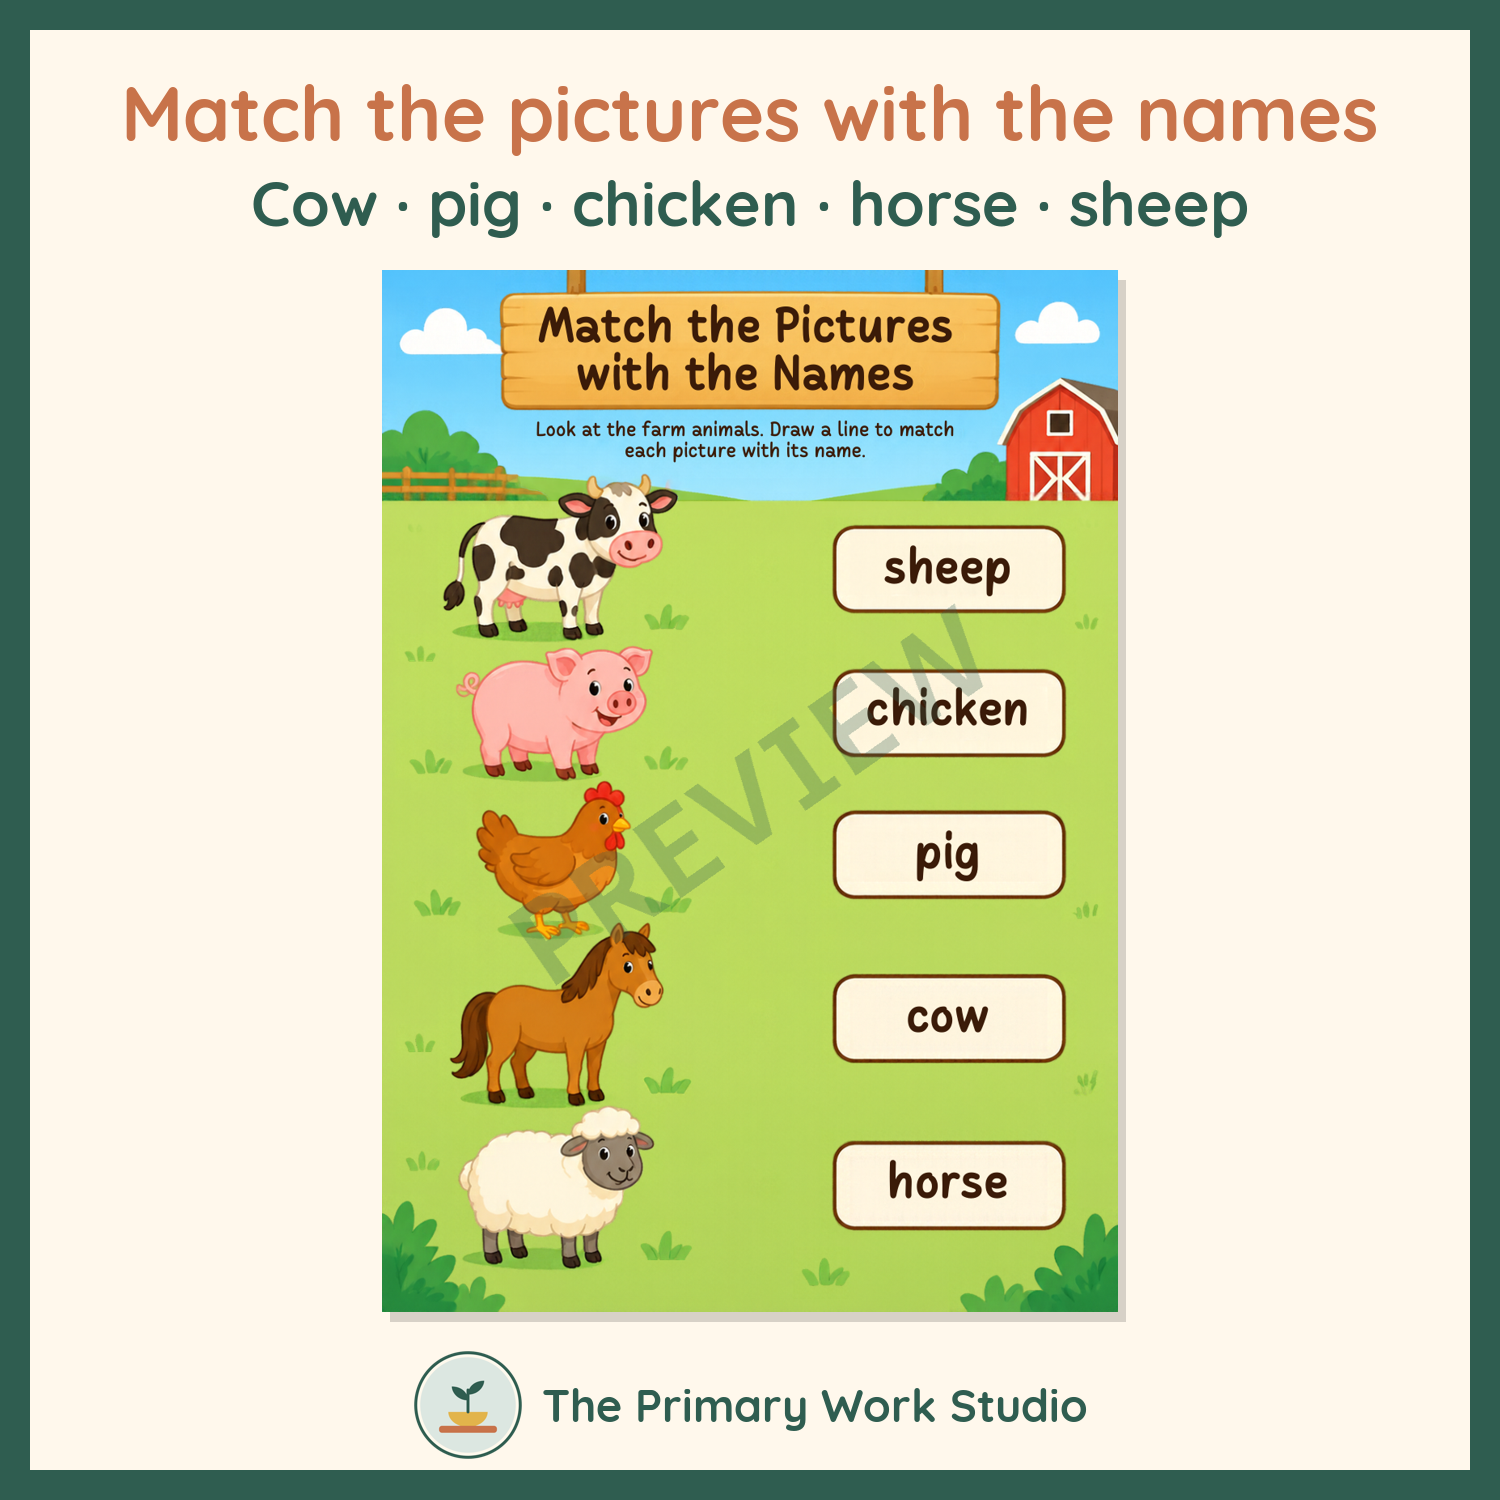 Match the pictures with the names
Cow · pig · chicken · horse · sheep
Match the Pictures
with the Names
Look at the farm animals. Draw a line to match
each picture with its name.
sheep
chicken
pig
cow
horse
PREVIEW
The Primary Work Studio